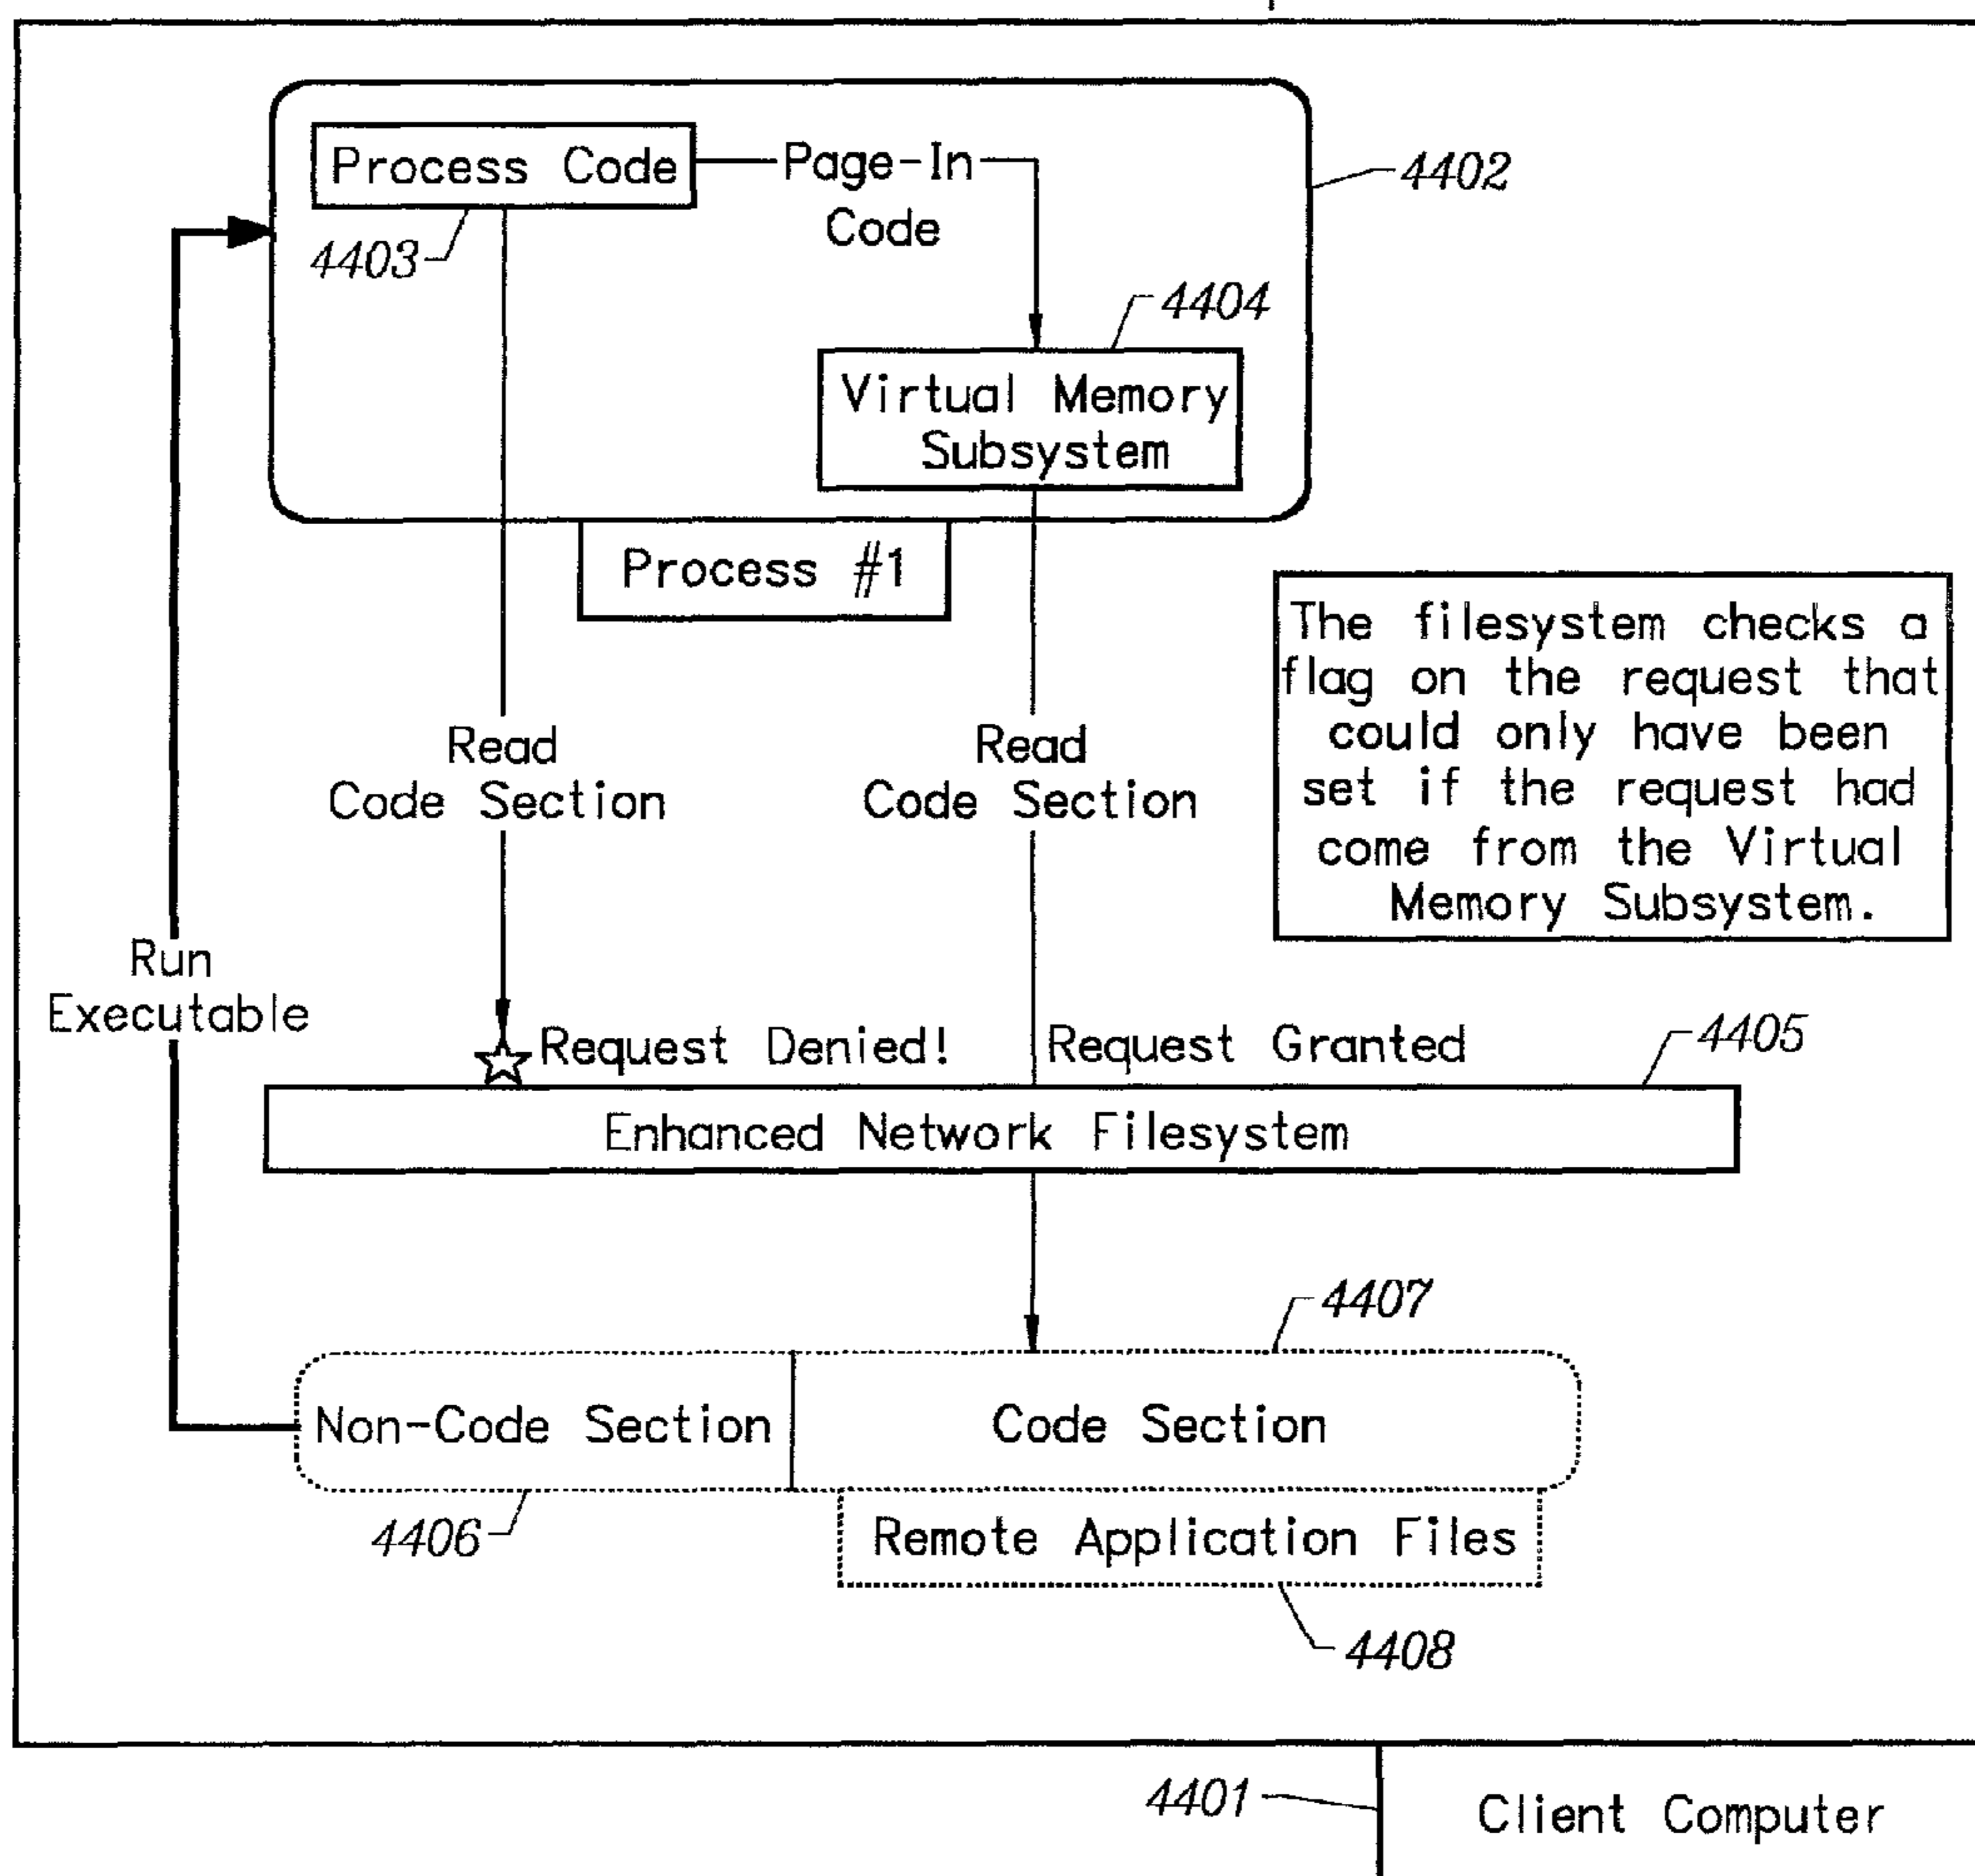 Process Code
Page-In
Code
4402
4403
4404
Virtual Memory
Subsystem
Process #1
The filesystem checks a
flag on the request that
could only have been
set if the request had
come from the Virtual
Memory Subsystem.
Read
Code Section
Read
Code Section
Run
Executable
Request Denied!
Request Granted
4405
Enhanced Network Filesystem
4407
Non-Code Section
Code Section
4406
Remote Application Files
4408
4401
Client Computer